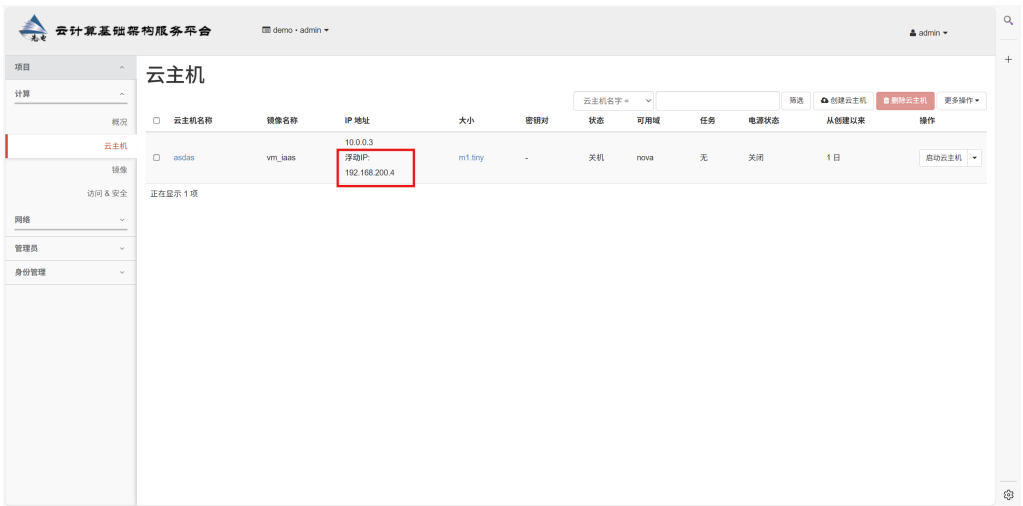 先电 云计算基础架构服务平台
demo • admin
admin
项目
计算
概况
云主机
镜像
访问 & 安全
网络
管理员
身份管理
云主机
云主机名字 =
筛选
创建云主机
删除云主机
更多操作
云主机名称 镜像名称 IP 地址 大小 密钥对 状态 可用域 任务 电源状态 从创建以来 操作
10.0.0.3
asdas vm_iaas 浮动IP: m1.tiny - 关机 nova 无 关闭 1 日 启动云主机
192.168.200.4
正在显示 1 项